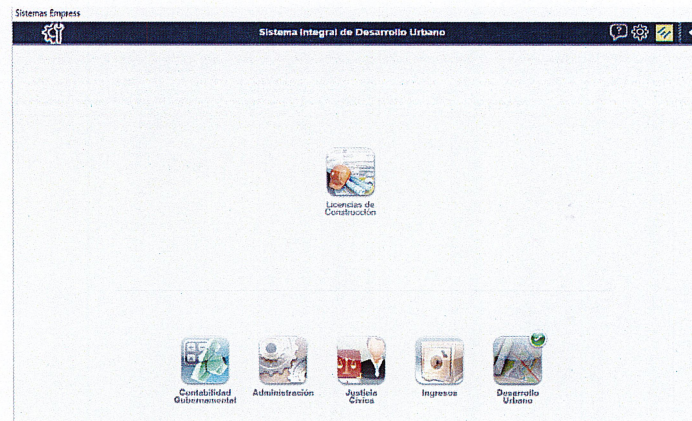 Sistemas Empress
Sistema Integral de Desarrollo Urbano
Licencias de
Construcción
Contabilidad
Gubernamental
Administración
Justicia
Cívica
Ingresos
Desarrollo
Urbano